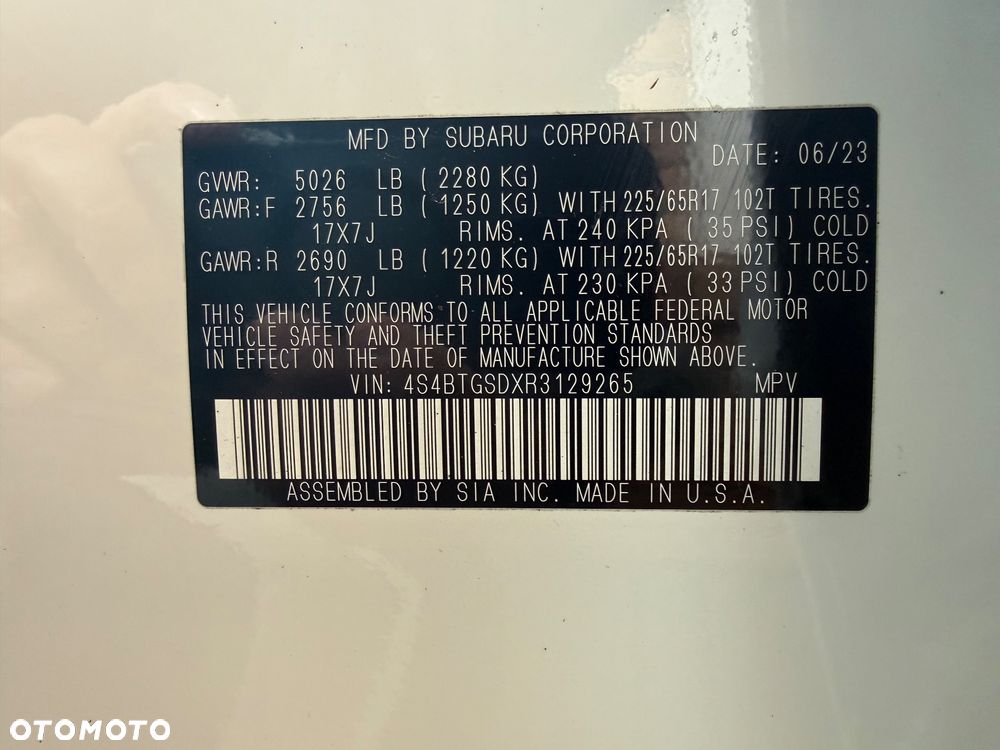 MFD BY SUBARU CORPORATION
DATE: 06/23
GVWR: 5026 LB ( 2280 KG)
GAWR:F 2756 LB ( 1250 KG) WITH 225/65R17 102T TIRES.
17X7J RIMS. AT 240 KPA ( 35 PSI) COLD
GAWR:R 2690 LB ( 1220 KG) WITH 225/65R17 102T TIRES.
17X7J RIMS. AT 230 KPA ( 33 PSI) COLD
THIS VEHICLE CONFORMS TO ALL APPLICABLE FEDERAL MOTOR
VEHICLE SAFETY AND THEFT PREVENTION STANDARDS
IN EFFECT ON THE DATE OF MANUFACTURE SHOWN ABOVE.
VIN: 4S4BTGSDXR3129265 MPV
ASSEMBLED BY SIA INC. MADE IN U.S.A.
OTOMOTO